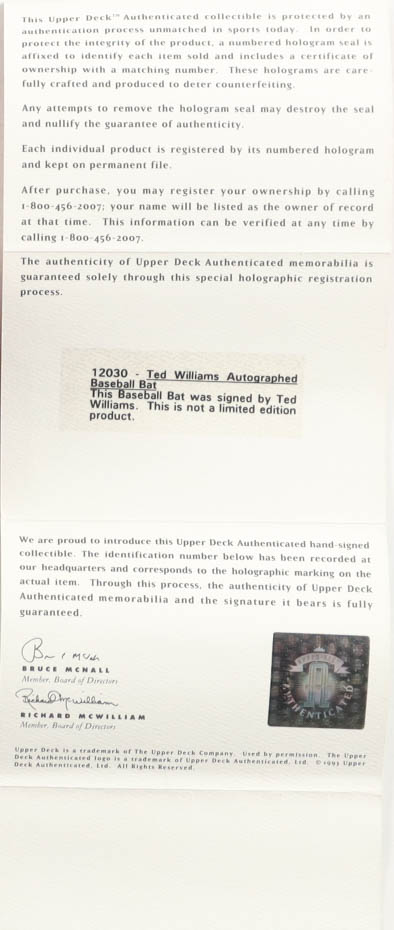 This Upper Deck™ Authenticated collectible is protected by an
authentication process unmatched in sports today. In order to
protect the integrity of the product, a numbered hologram seal is
affixed to identify each item sold and includes a certificate of
ownership with a matching number. These holograms are care-
fully crafted and produced to deter counterfeiting.
Any attempts to remove the hologram seal may destroy the seal
and nullify the guarantee of authenticity.
Each individual product is registered by its numbered hologram
and kept on permanent file.
After purchase, you may register your ownership by calling
1-800-456-2007; your name will be listed as the owner of record
at that time. This information can be verified at any time by
calling 1-800-456-2007.
The authenticity of Upper Deck Authenticated memorabilia is
guaranteed solely through this special holographic registration
process.
12030 - Ted Williams Autographed
Baseball Bat
This Baseball Bat was signed by Ted
Williams. This is not a limited edition
product.
We are proud to introduce this Upper Deck Authenticated hand-signed
collectible. The identification number below has been recorded at
our headquarters and corresponds to the holographic marking on the
actual item. Through this process, the authenticity of Upper Deck
Authenticated memorabilia and the signature it bears is fully
guaranteed.
BRUCE MCNALL
Member, Board of Directors
Richard McWilliam
RICHARD MCWILLIAM
Member, Board of Directors
UPPER DECK
AUTHENTICATED
Upper Deck is a trademark of The Upper Deck Company. Used by permission. The Upper
Deck Authenticated logo is a trademark of Upper Deck Authenticated, Ltd. © 1993 Upper
Deck Authenticated, Ltd. All Rights Reserved.